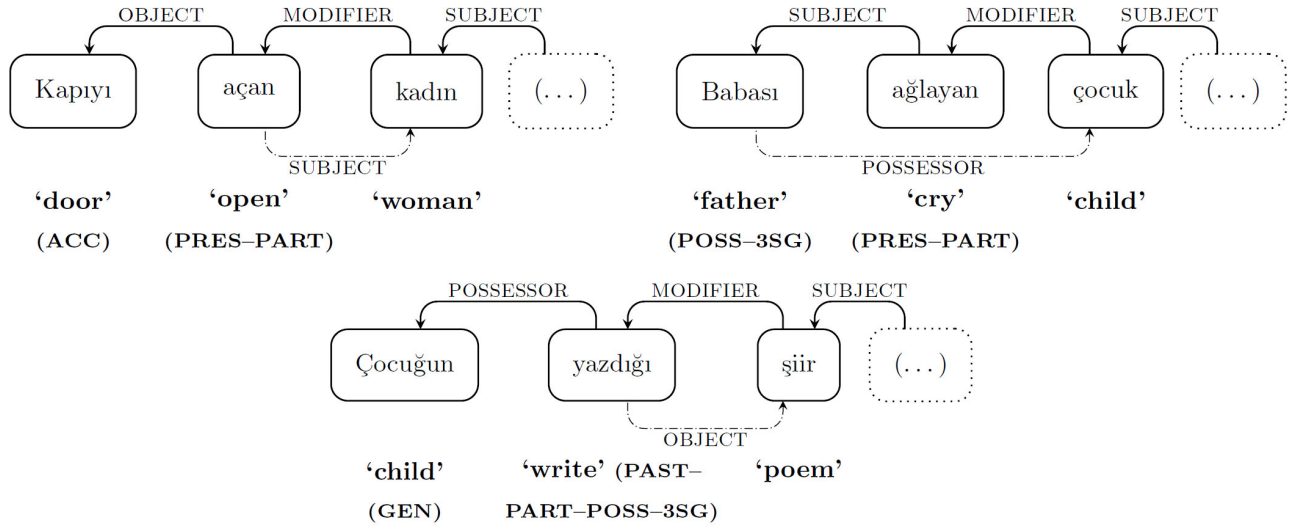 OBJECT MODIFIER SUBJECT
Kapıyı açan kadın (...)
SUBJECT
‘door’ ‘open’ ‘woman’
(ACC) (PRES–PART)
SUBJECT MODIFIER SUBJECT
Babası ağlayan çocuk (...)
POSSESSOR
‘father’ ‘cry’ ‘child’
(POSS–3SG) (PRES–PART)
POSSESSOR MODIFIER SUBJECT
Çocuğun yazdığı şiir (...)
OBJECT
‘child’ ‘write’ (PAST– ‘poem’
(GEN) PART–POSS–3SG)